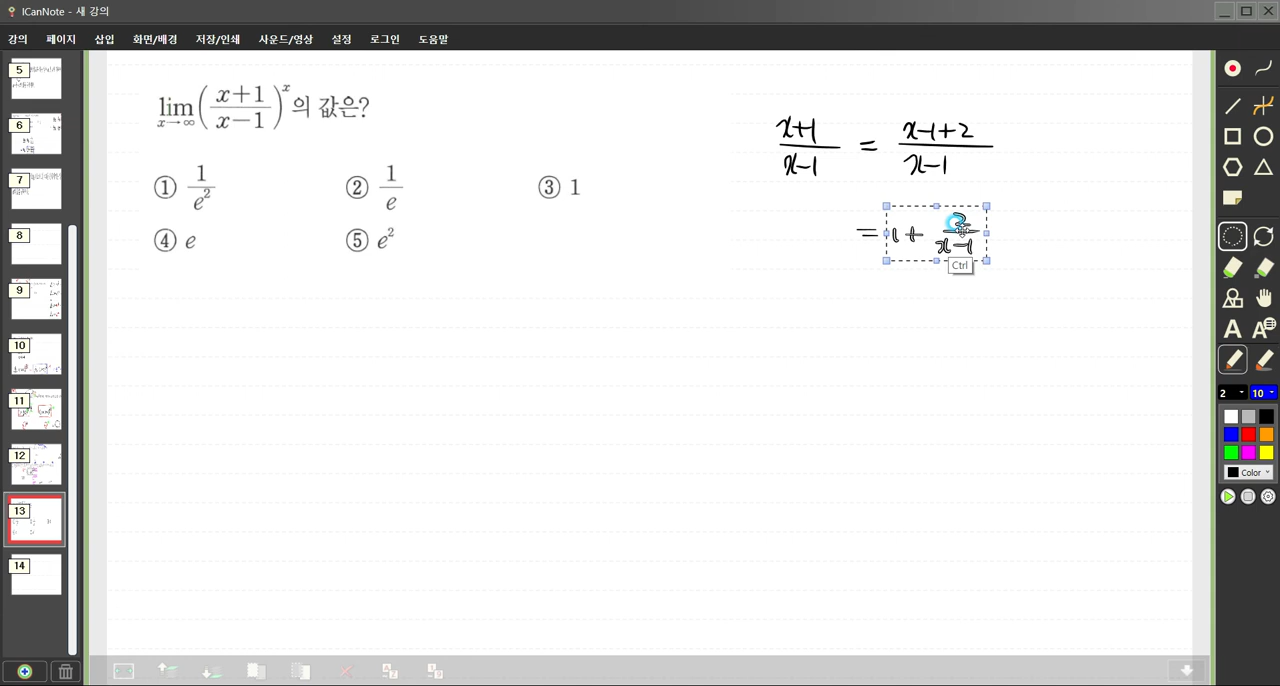 ICanNote - 새 강의
강의 페이지 삽입 화면/배경 저장/인쇄 사운드/영상 설정 로그인 도움말
5
6
7
8
9
10
11
12
13
14
lim x→∞ ((x+1)/(x−1))^x 의 값은?
① 1/e² ② 1/e ③ 1
④ e ⑤ e²
(x+1)/(x−1) = (x−1+2)/(x−1)
= 1 + 2/(x−1)
Ctrl
A A
2 10
Color